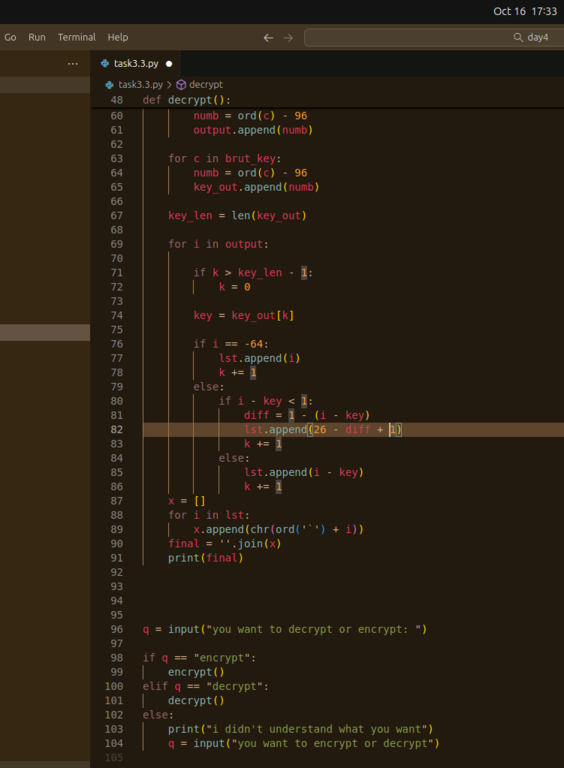 Oct 16 17:33
Go Run Terminal Help
day4
task3.3.py
task3.3.py > decrypt
48 def decrypt():
60 numb = ord(c) - 96
61 output.append(numb)
62
63 for c in brut_key:
64 numb = ord(c) - 96
65 key_out.append(numb)
66
67 key_len = len(key_out)
68
69 for i in output:
70
71 if k > key_len - 1:
72 k = 0
73
74 key = key_out[k]
75
76 if i == -64:
77 lst.append(i)
78 k += 1
79 else:
80 if i - key < 1:
81 diff = 1 - (i - key)
82 lst.append(26 - diff + 1)
83 k += 1
84 else:
85 lst.append(i - key)
86 k += 1
87 x = []
88 for i in lst:
89 x.append(chr(ord('`') + i))
90 final = ''.join(x)
91 print(final)
92
93
94
95
96 q = input("you want to decrypt or encrypt: ")
97
98 if q == "encrypt":
99 encrypt()
100 elif q == "decrypt":
101 decrypt()
102 else:
103 print("i didn't understand what you want")
104 q = input("you want to encrypt or decrypt")
105